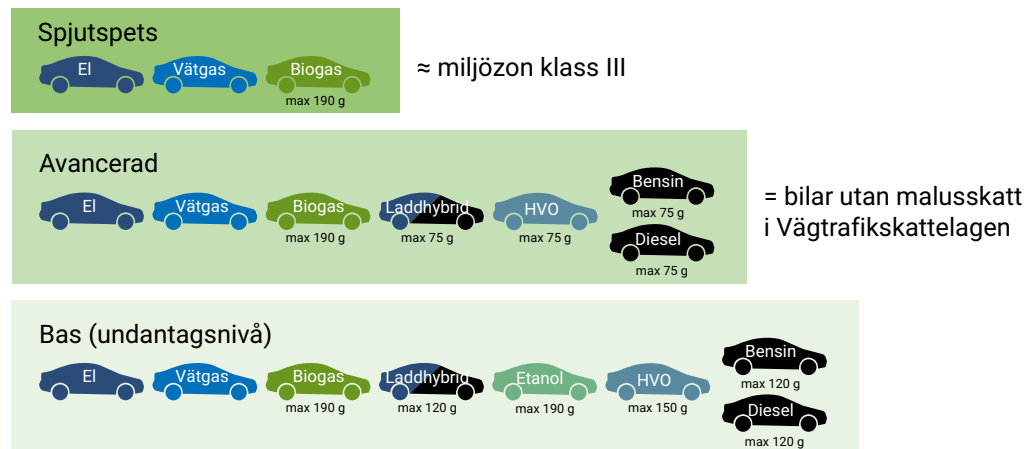 Spjutspets
El
Vätgas
Biogas
max 190 g
≈ miljözon klass III
Avancerad
El
Vätgas
Biogas
max 190 g
Laddhybrid
max 75 g
HVO
max 75 g
Bensin
max 75 g
Diesel
max 75 g
= bilar utan malusskatt
i Vägtrafikskattelagen
Bas (undantagsnivå)
El
Vätgas
Biogas
max 190 g
Laddhybrid
max 120 g
Etanol
max 190 g
HVO
max 150 g
Bensin
max 120 g
Diesel
max 120 g